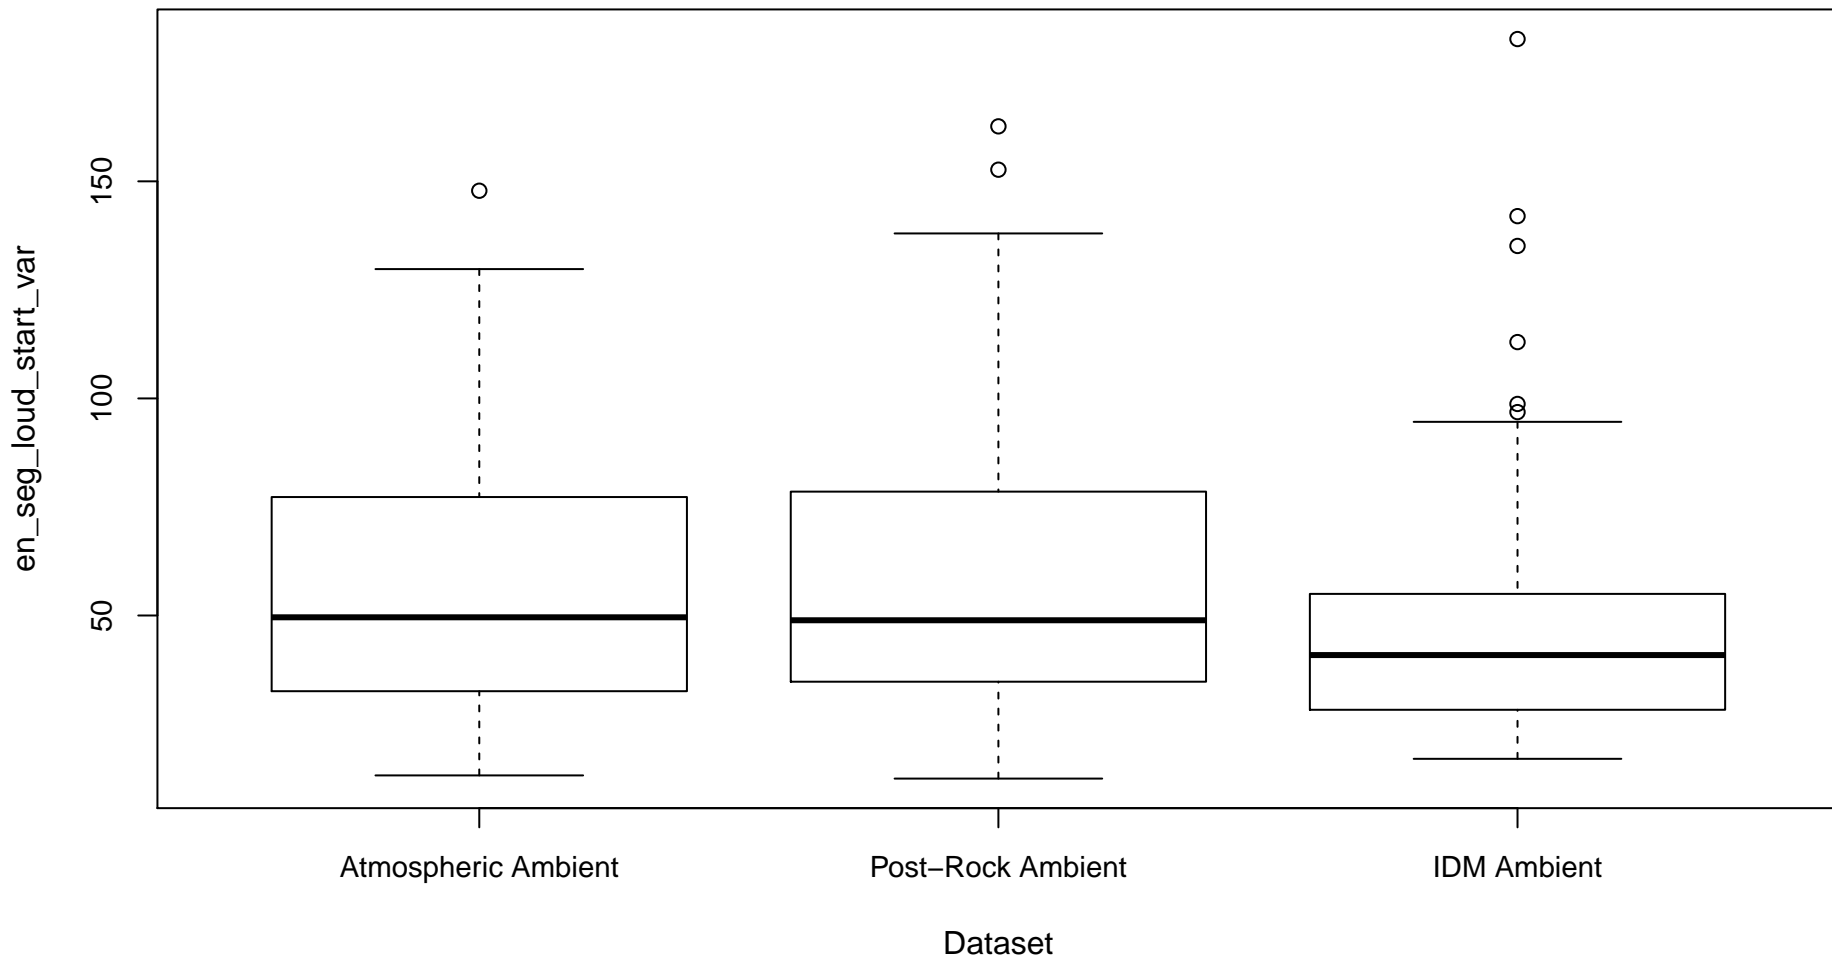 en_seg_loud_start_var
150
100
50
Atmospheric Ambient
Post−Rock Ambient
IDM Ambient
Dataset